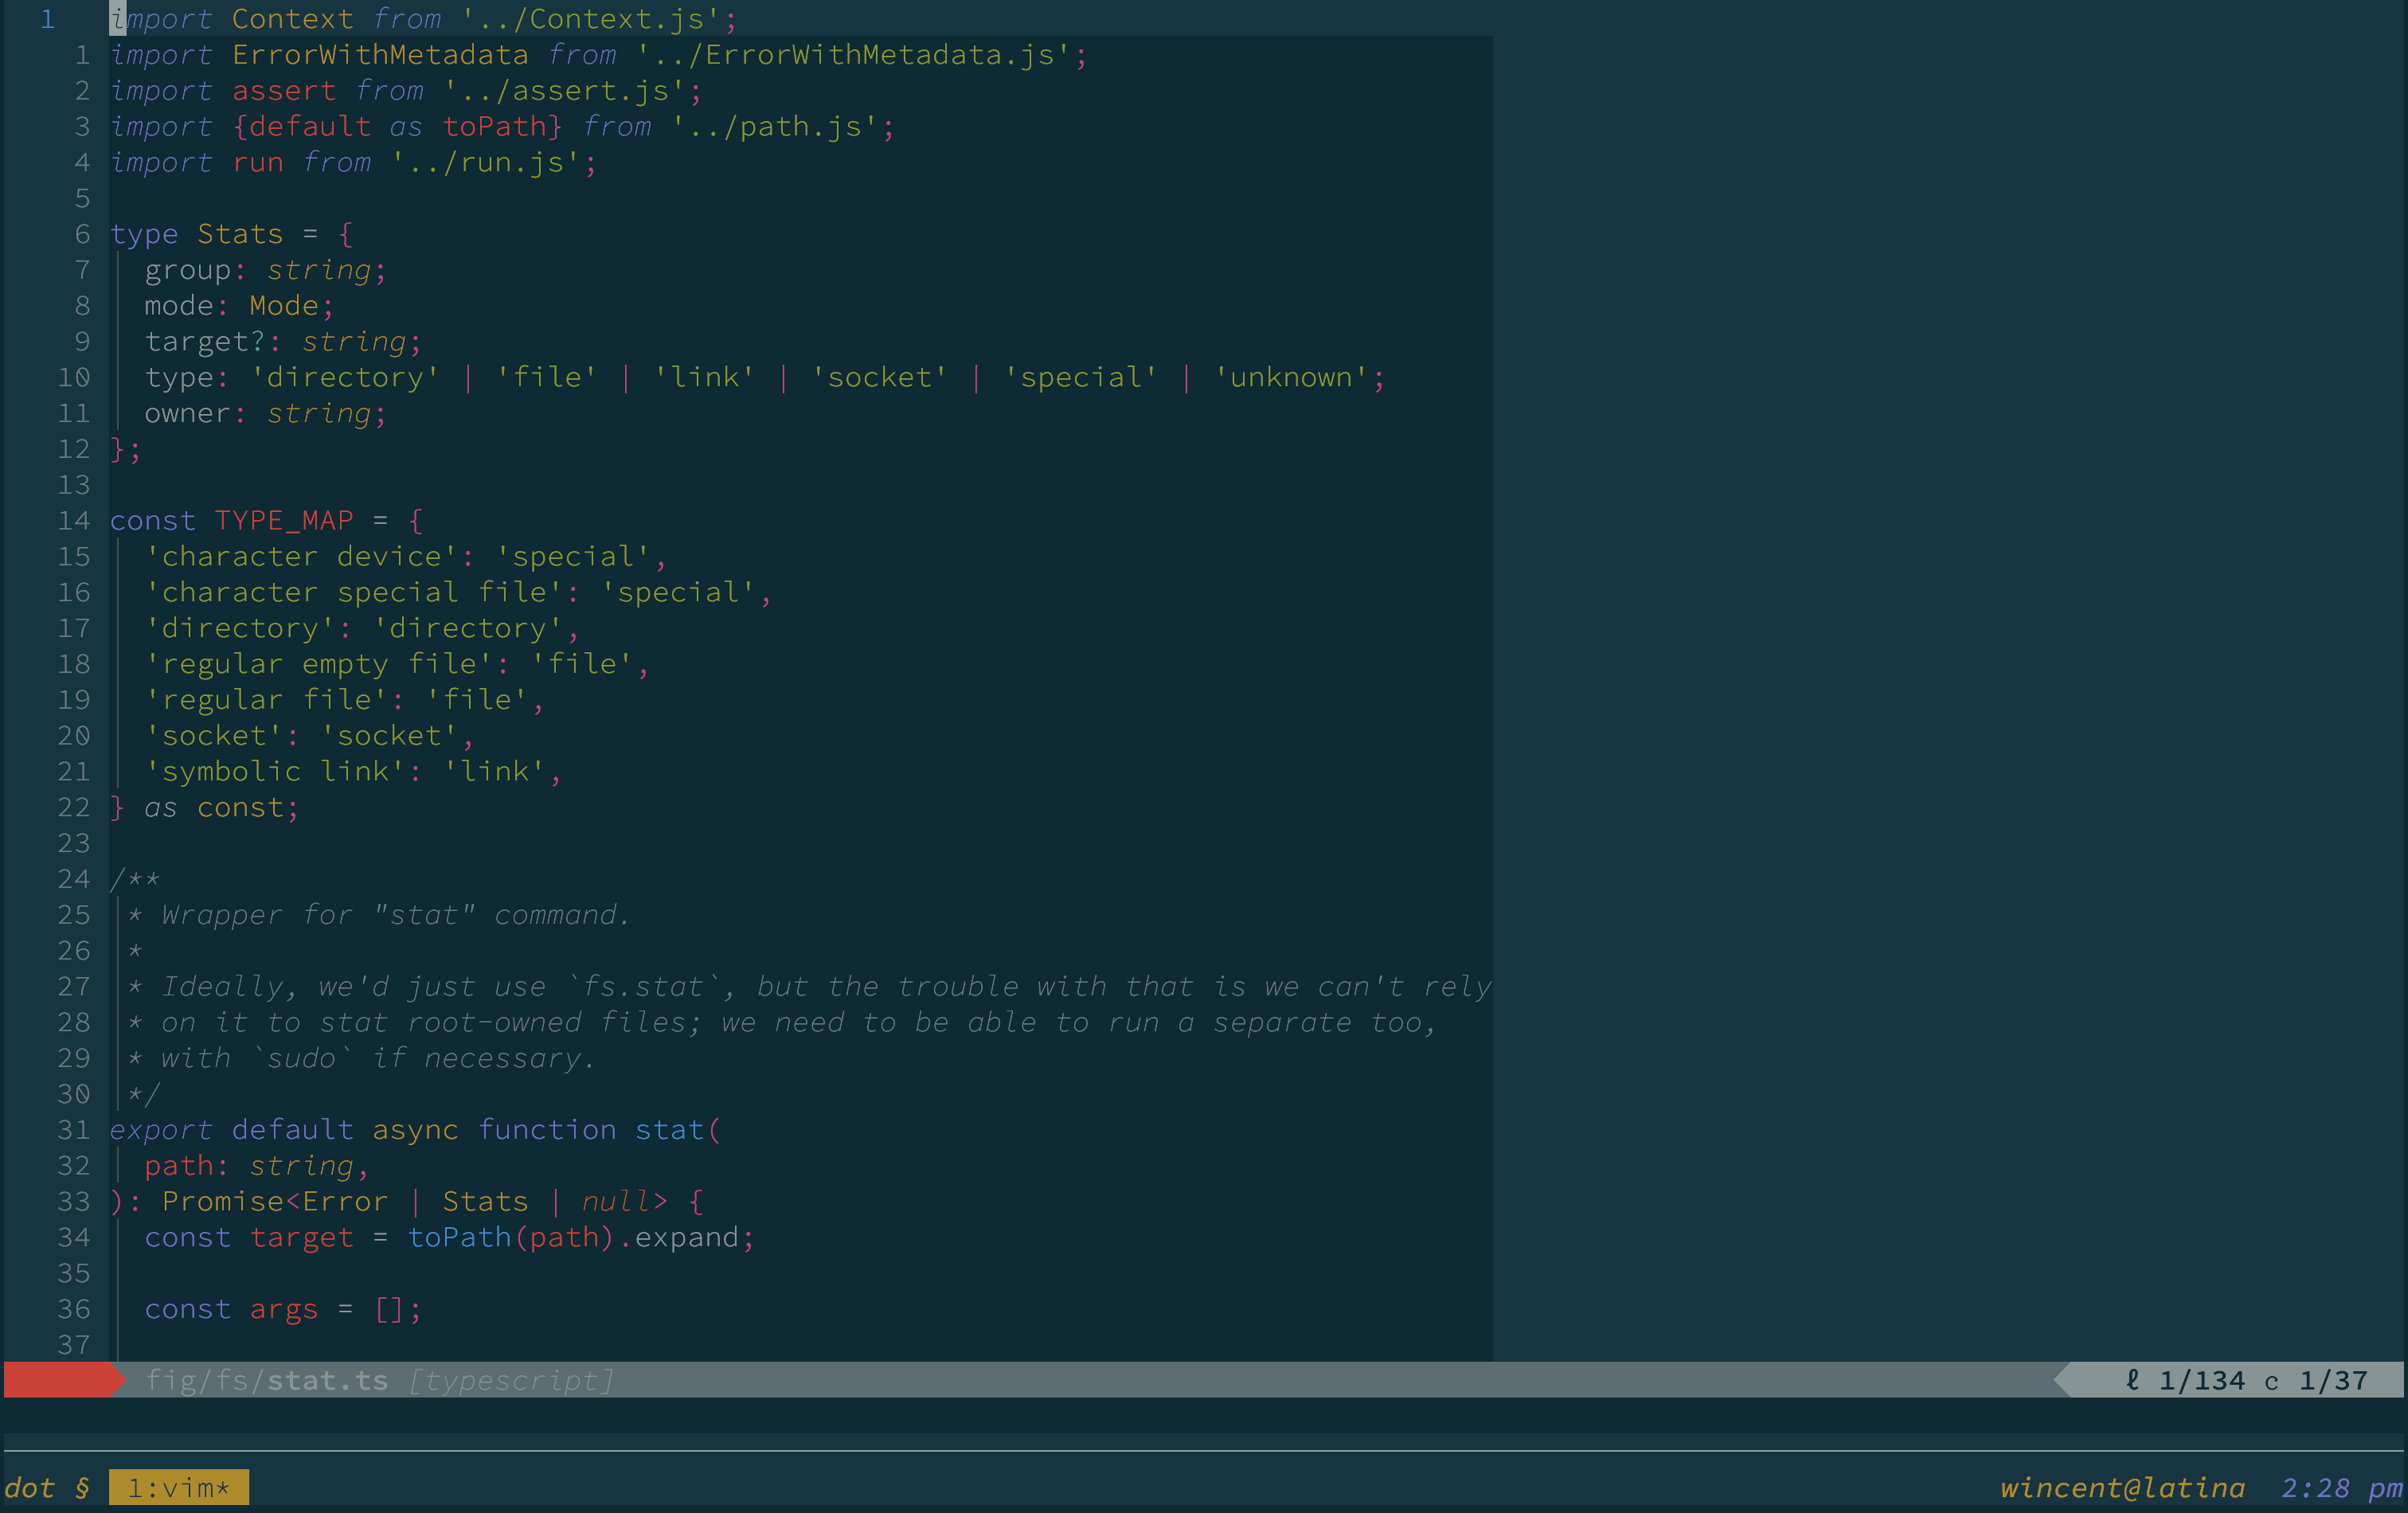 1 import Context from '../Context.js';
1 import ErrorWithMetadata from '../ErrorWithMetadata.js';
2 import assert from '../assert.js';
3 import {default as toPath} from '../path.js';
4 import run from '../run.js';
5
6 type Stats = {
7   group: string;
8   mode: Mode;
9   target?: string;
10   type: 'directory' | 'file' | 'link' | 'socket' | 'special' | 'unknown';
11   owner: string;
12 };
13
14 const TYPE_MAP = {
15   'character device': 'special',
16   'character special file': 'special',
17   'directory': 'directory',
18   'regular empty file': 'file',
19   'regular file': 'file',
20   'socket': 'socket',
21   'symbolic link': 'link',
22 } as const;
23
24 /**
25  * Wrapper for "stat" command.
26  *
27  * Ideally, we'd just use `fs.stat`, but the trouble with that is we can't rely
28  * on it to stat root-owned files; we need to be able to run a separate too,
29  * with `sudo` if necessary.
30  */
31 export default async function stat(
32   path: string,
33 ): Promise<Error | Stats | null> {
34   const target = toPath(path).expand;
35
36   const args = [];
37
fig/fs/stat.ts [typescript] ℓ 1/134 c 1/37
dot § 1:vim* wincent@latina 2:28 pm